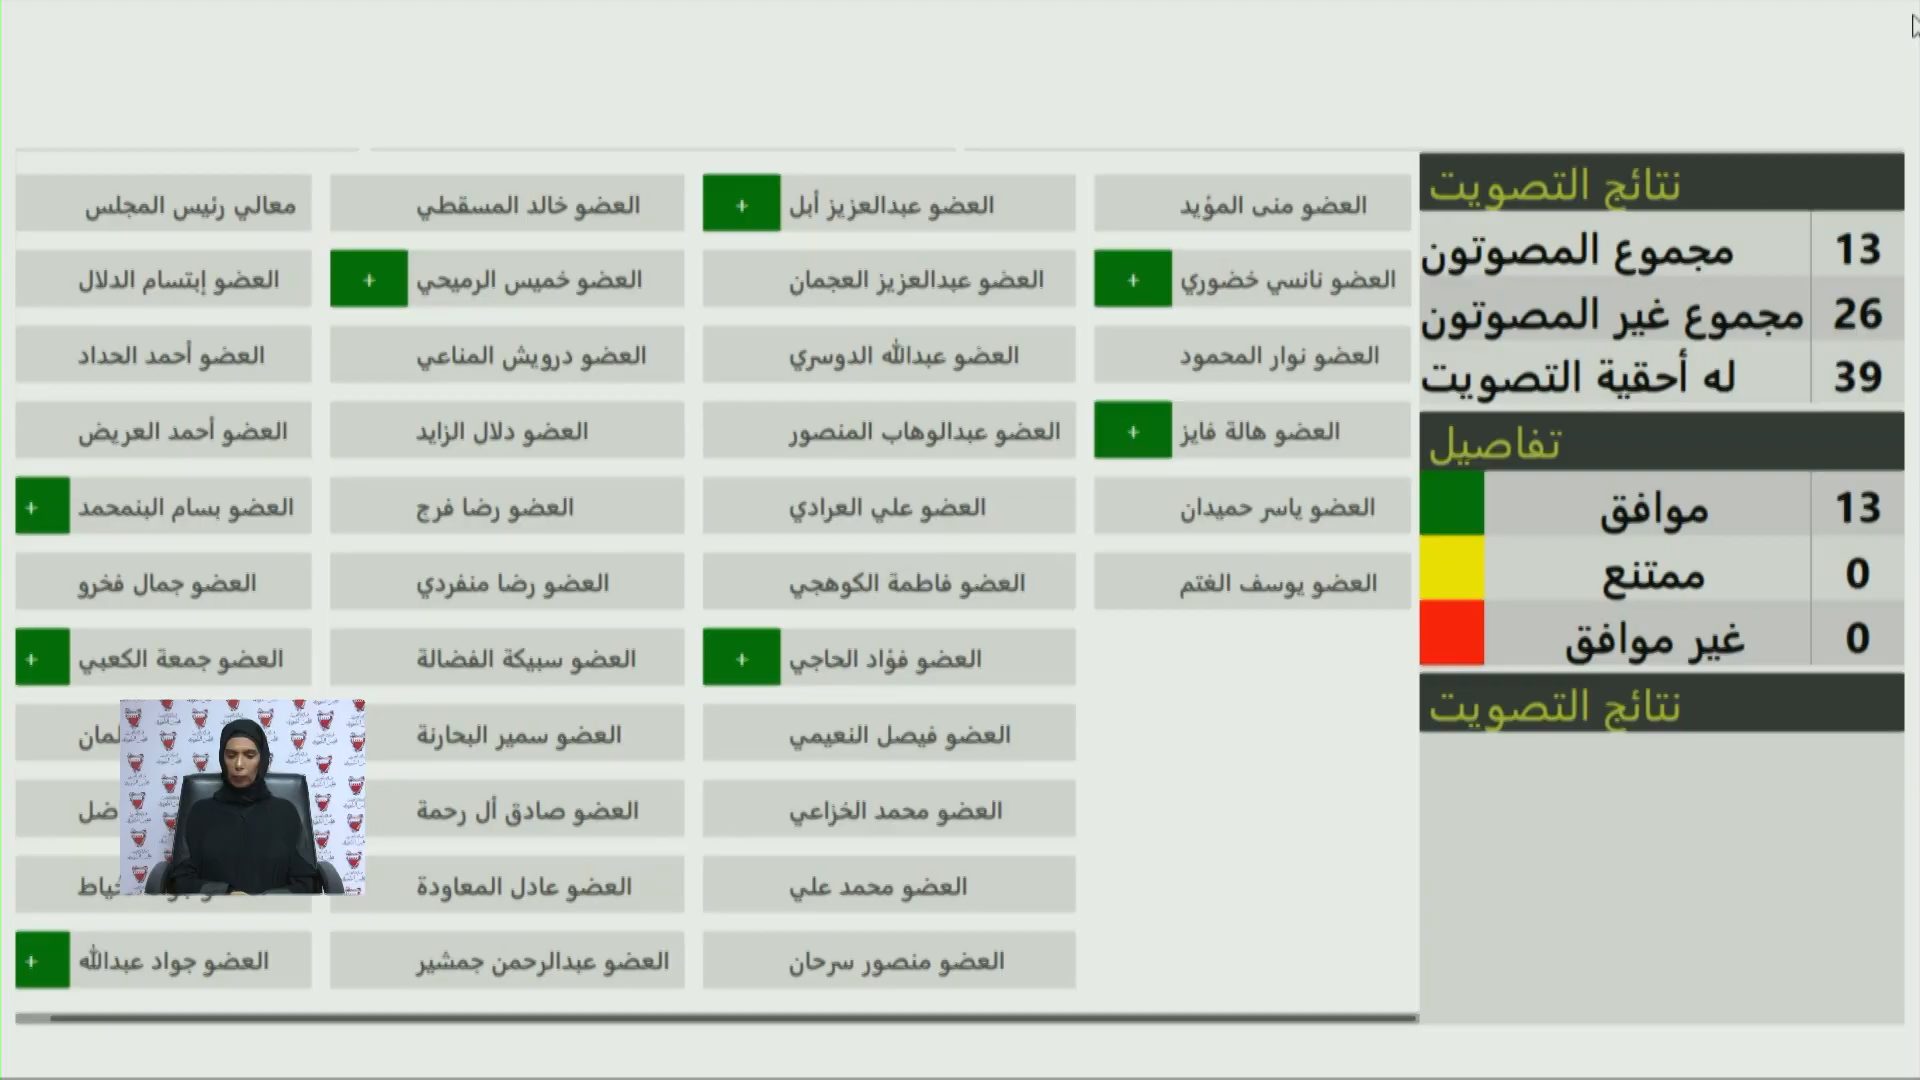 معالي رئيس المجلس
العضو إبتسام الدلال
العضو أحمد الحداد
العضو أحمد العريض
+ العضو بسام البنمحمد
العضو جمال فخرو
+ العضو جمعة الكعبي
+ العضو جواد عبدالله
العضو خالد المسقطي
+ العضو خميس الرميحي
العضو درويش المناعي
العضو دلال الزايد
العضو رضا فرج
العضو رضا منفردي
العضو سبيكة الفضالة
العضو سمير البحارنة
العضو صادق أل رحمة
العضو عادل المعاودة
العضو عبدالرحمن جمشير
+ العضو عبدالعزيز أبل
العضو عبدالعزيز العجمان
العضو عبدالله الدوسري
العضو عبدالوهاب المنصور
العضو علي العرادي
العضو فاطمة الكوهجي
+ العضو فؤاد الحاجي
العضو فيصل النعيمي
العضو محمد الخزاعي
العضو محمد علي
العضو منصور سرحان
العضو منى المؤيد
+ العضو نانسي خضوري
العضو نوار المحمود
+ العضو هالة فايز
العضو ياسر حميدان
العضو يوسف الغتم
نتائج التصويت
مجموع المصوتون 13
مجموع غير المصوتون 26
له أحقية التصويت 39
تفاصيل
موافق 13
ممتنع 0
غير موافق 0
نتائج التصويت